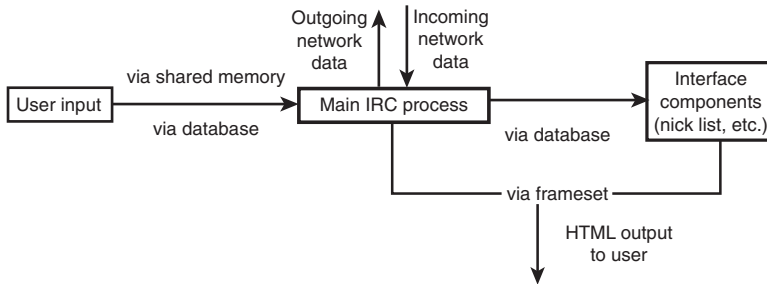 Outgoing
network
data
Incoming
network
data
User input
via shared memory
via database
Main IRC process
via database
Interface
components
(nick list, etc.)
via frameset
HTML output
to user